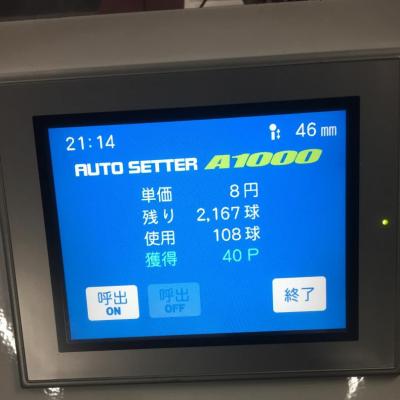 21:14 46mm
AUTO SETTER A1000
単価 8円
残り 2,167球
使用 108球
獲得 40 P
呼出 ON
呼出 OFF
終了